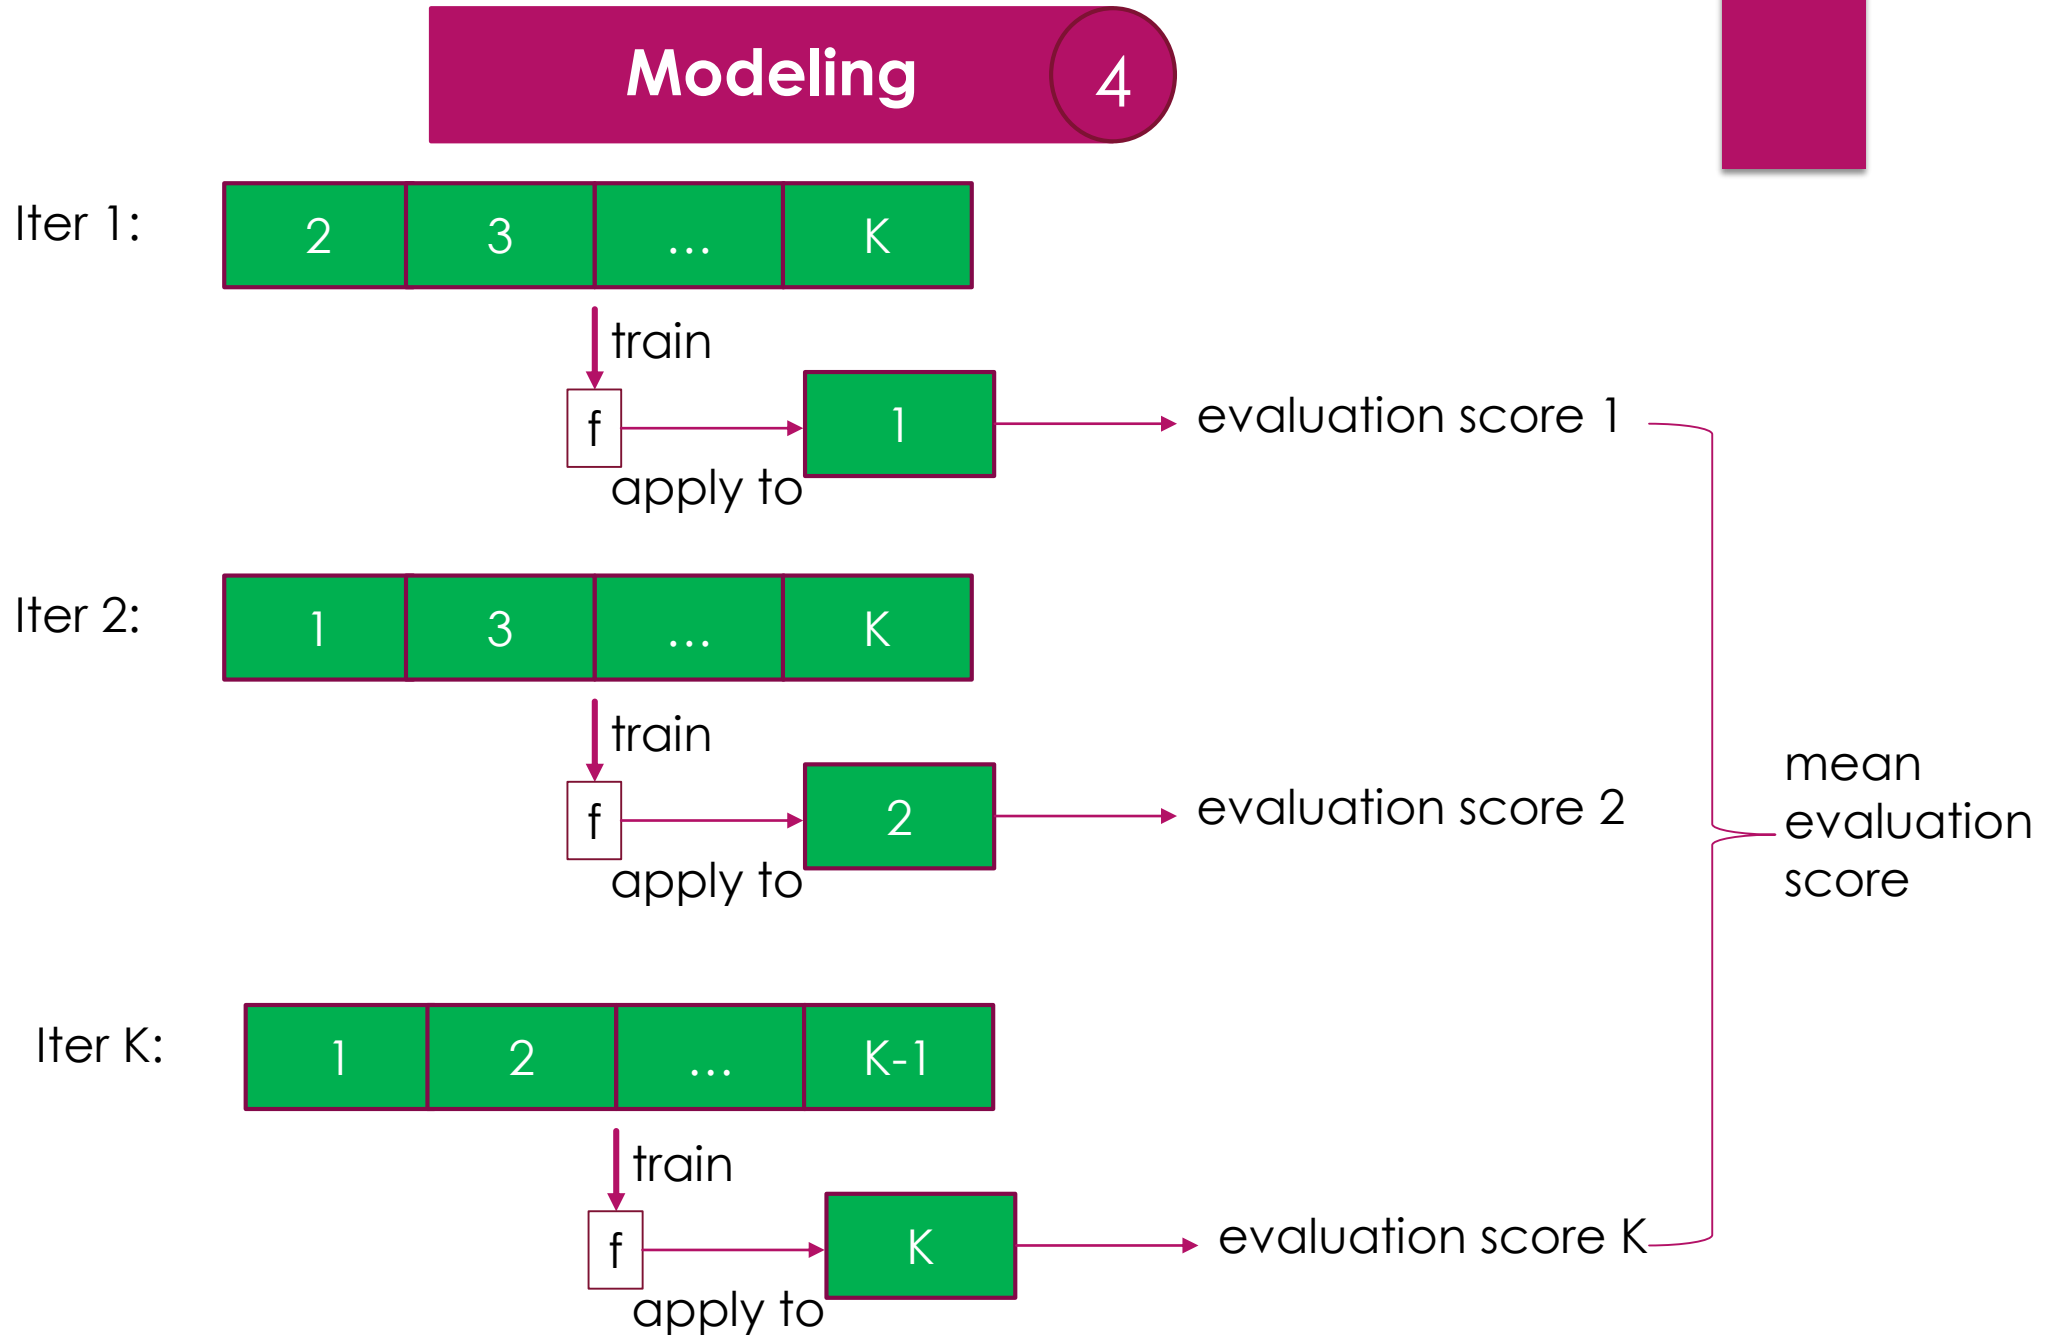 Modeling 4
Iter 1:
2 3 ... K
train
f 1 evaluation score 1
apply to
Iter 2:
1 3 ... K
train
f 2 evaluation score 2
apply to
mean
evaluation
score
Iter K:
1 2 ... K-1
train
f K evaluation score K
apply to